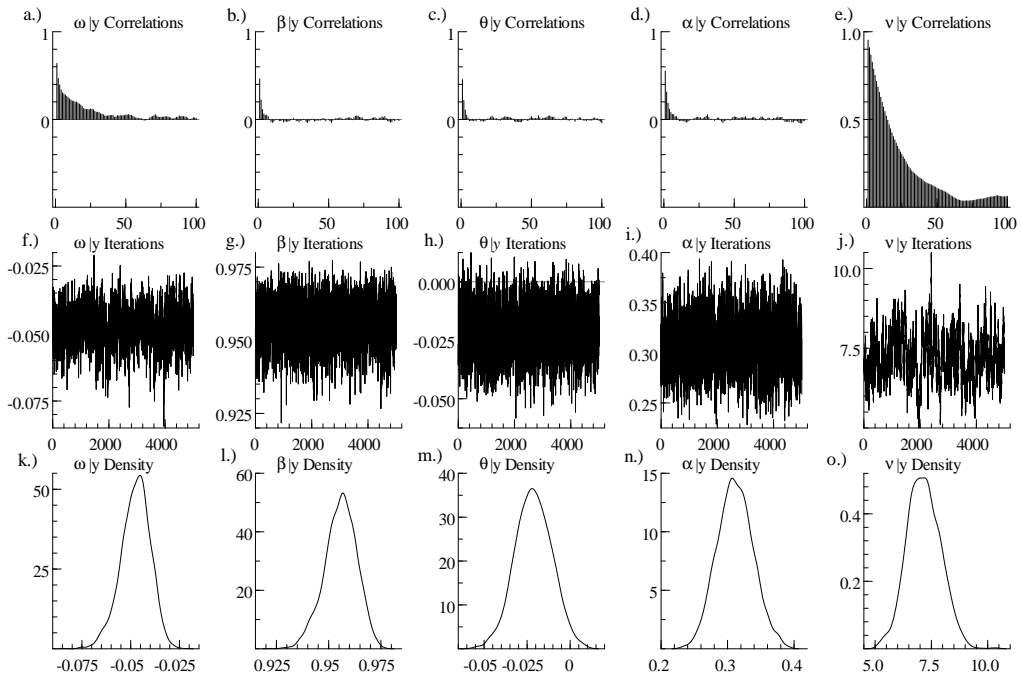 a.) ω|y Correlations
1
0
0 50 100
b.) β|y Correlations
1
0
0 50 100
c.) θ|y Correlations
1
0
0 50 100
d.) α|y Correlations
1
0
0 50 100
e.) ν|y Correlations
1.0
0.5
0 50 100
f.) ω|y Iterations
-0.025
-0.050
-0.075
0 2000 4000
g.) β|y Iterations
0.975
0.950
0.925
0 2000 4000
h.) θ|y Iterations
0.000
-0.025
-0.050
0 2000 4000
i.) α|y Iterations
0.40
0.35
0.30
0.25
0 2000 4000
j.) ν|y Iterations
10.0
7.5
0 2000 4000
k.) ω|y Density
50
25
-0.075 -0.05 -0.025
l.) β|y Density
60
40
20
0.925 0.95 0.975
m.) θ|y Density
40
30
20
10
-0.05 -0.025 0
n.) α|y Density
15
10
5
0.2 0.3 0.4
o.) ν|y Density
0.4
0.2
5.0 7.5 10.0